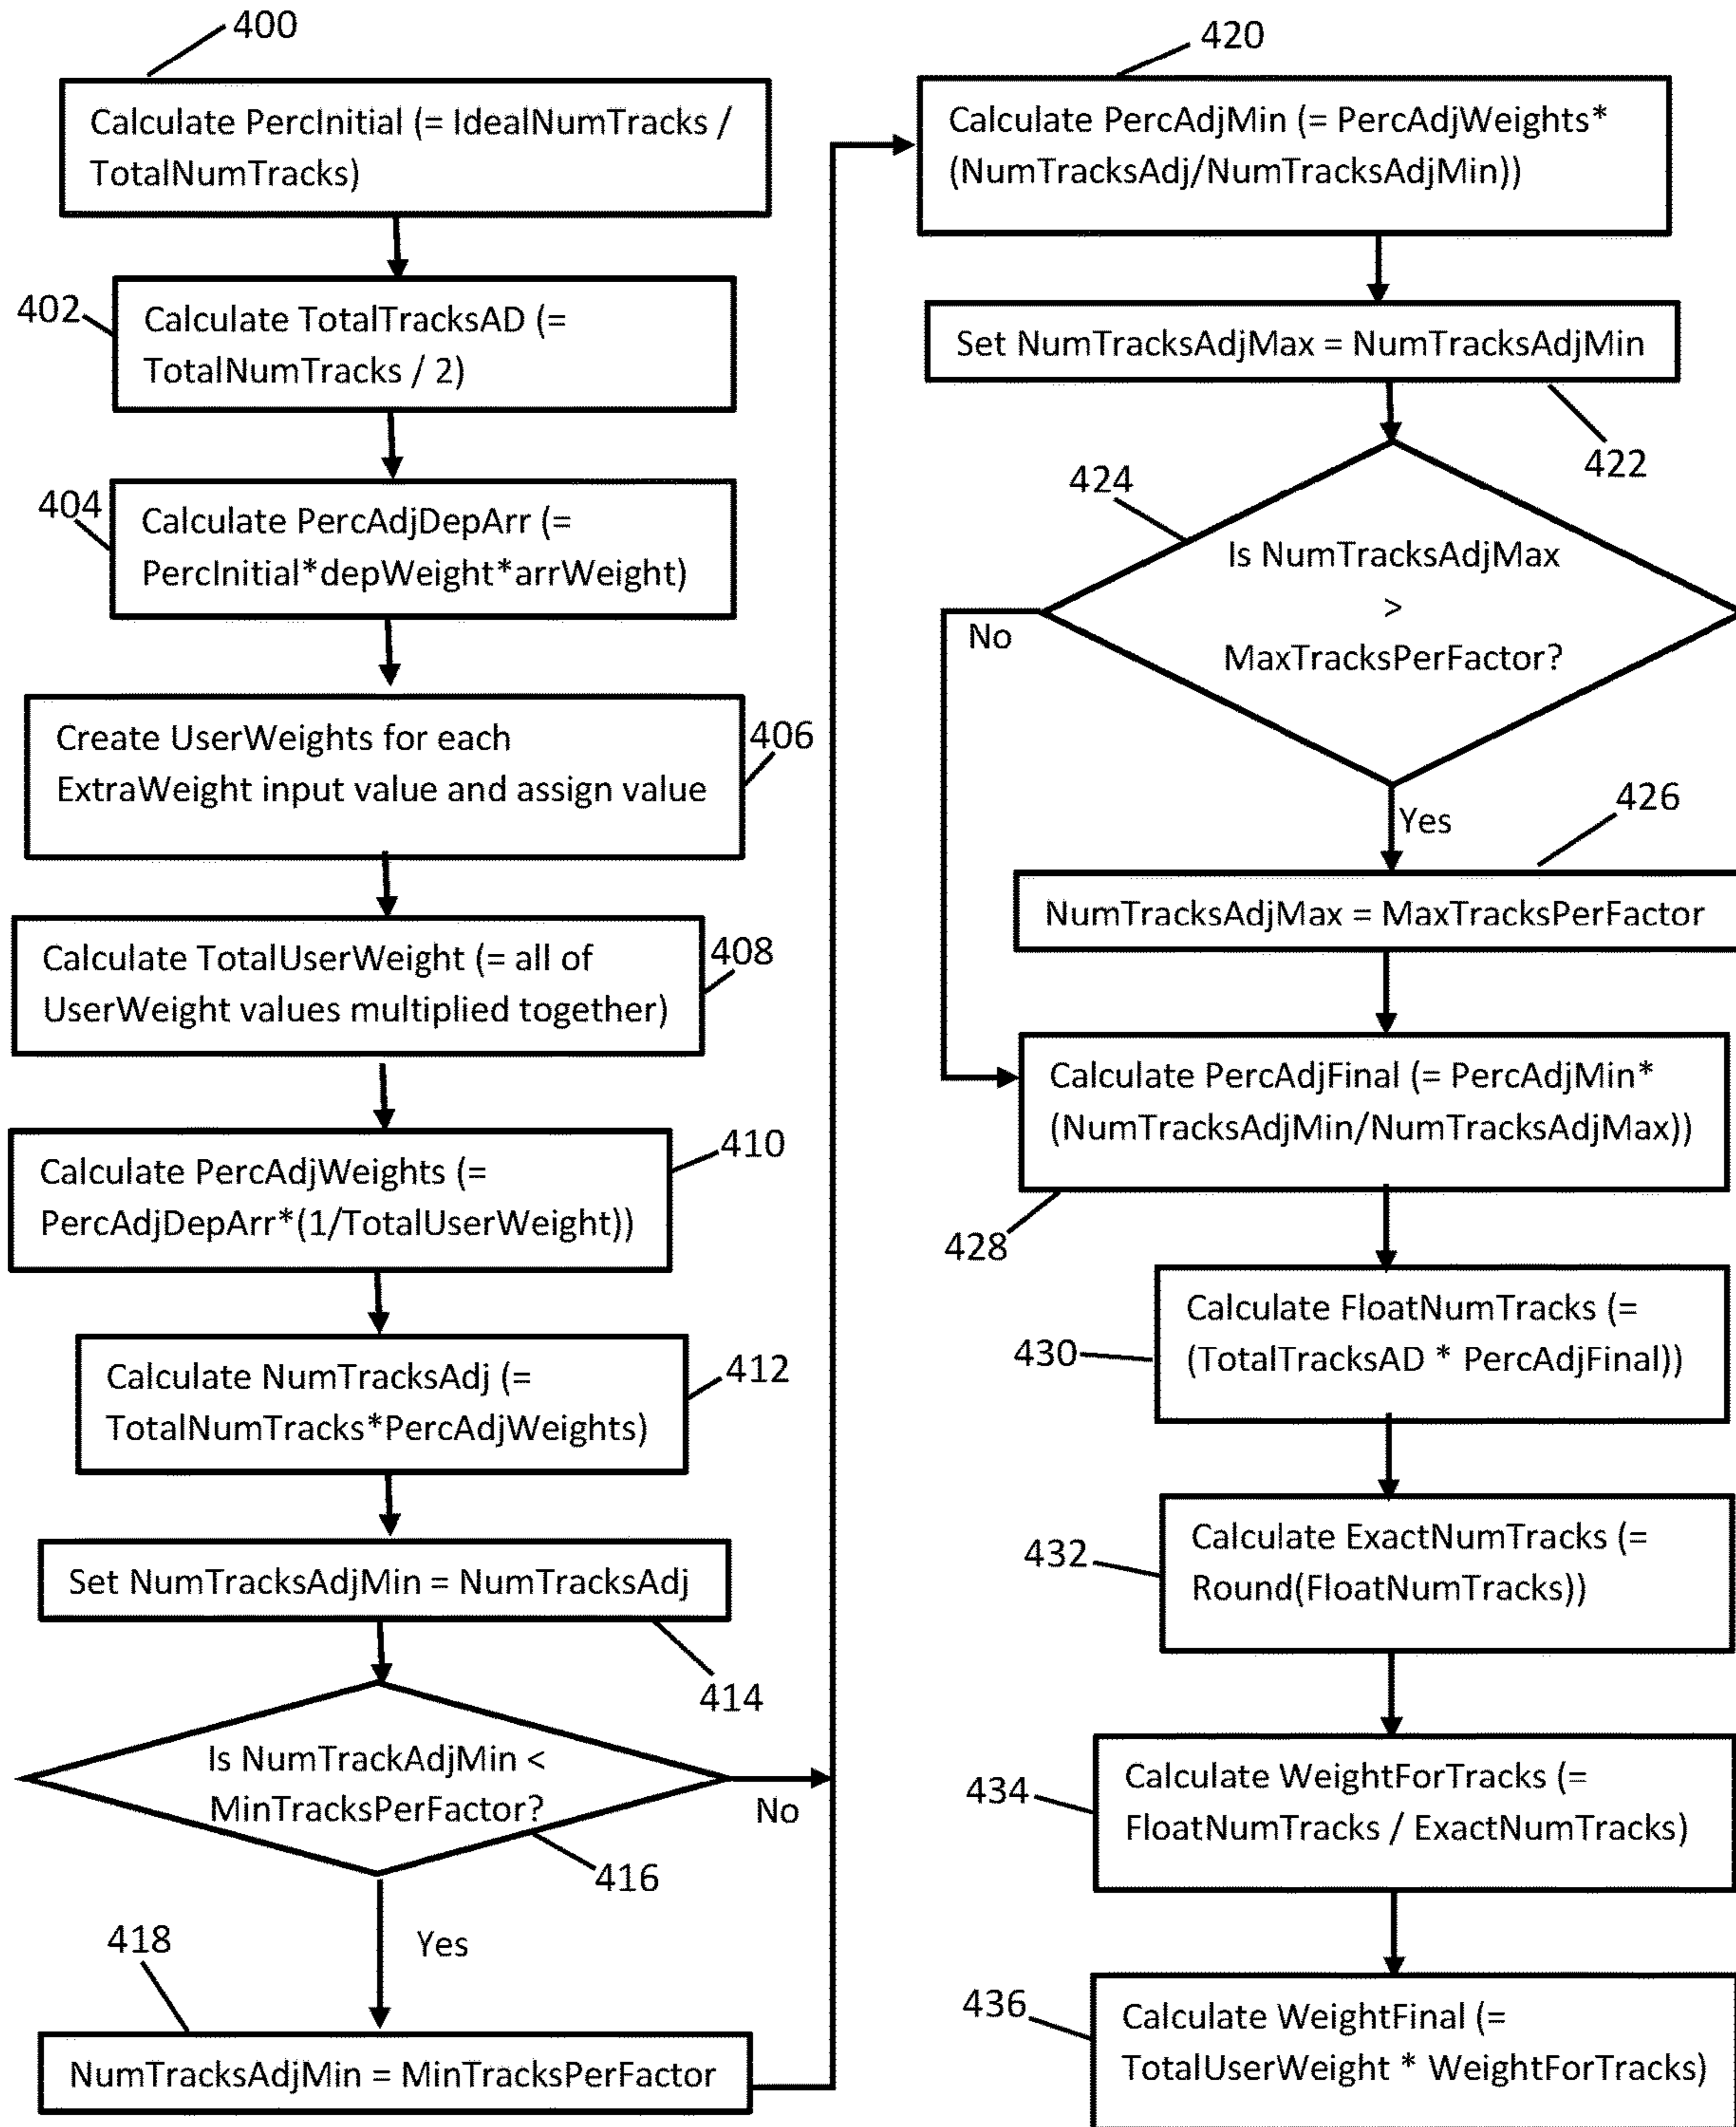 400
Calculate PercInitial (= IdealNumTracks /
TotalNumTracks)
402
Calculate TotalTracksAD (=
TotalNumTracks / 2)
404
Calculate PercAdjDepArr (=
PercInitial*depWeight*arrWeight)
Create UserWeights for each
ExtraWeight input value and assign value
406
Calculate TotalUserWeight (= all of
UserWeight values multiplied together)
408
Calculate PercAdjWeights (=
PercAdjDepArr*(1/TotalUserWeight))
410
Calculate NumTracksAdj (=
TotalNumTracks*PercAdjWeights)
412
Set NumTracksAdjMin = NumTracksAdj
414
Is NumTrackAdjMin <
MinTracksPerFactor?
No
416
Yes
418
NumTracksAdjMin = MinTracksPerFactor
420
Calculate PercAdjMin (= PercAdjWeights*
(NumTracksAdj/NumTracksAdjMin))
Set NumTracksAdjMax = NumTracksAdjMin
422
424
Is NumTracksAdjMax
>
MaxTracksPerFactor?
No
Yes
426
NumTracksAdjMax = MaxTracksPerFactor
Calculate PercAdjFinal (= PercAdjMin*
(NumTracksAdjMin/NumTracksAdjMax))
428
Calculate FloatNumTracks (=
(TotalTracksAD * PercAdjFinal))
430
Calculate ExactNumTracks (=
Round(FloatNumTracks))
432
Calculate WeightForTracks (=
FloatNumTracks / ExactNumTracks)
434
Calculate WeightFinal (=
TotalUserWeight * WeightForTracks)
436